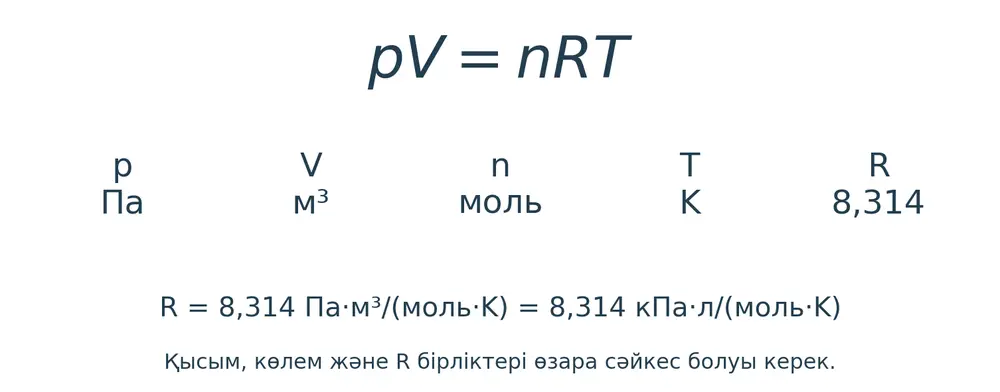 pV = nRT
p V n T R
Па м³ моль K 8,314
R = 8,314 Па·м³/(моль·K) = 8,314 кПа·л/(моль·K)
Қысым, көлем және R бірліктері өзара сәйкес болуы керек.